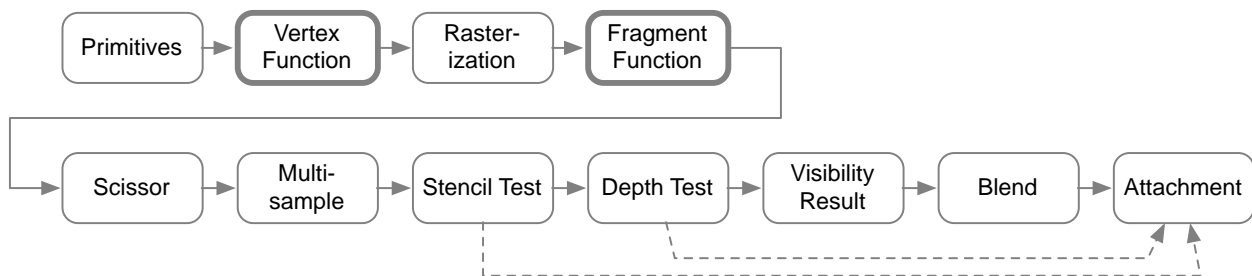 Primitives
Vertex
Function
Raster-
ization
Fragment
Function
Scissor
Multi-
sample
Stencil Test
Depth Test
Visibility
Result
Blend
Attachment